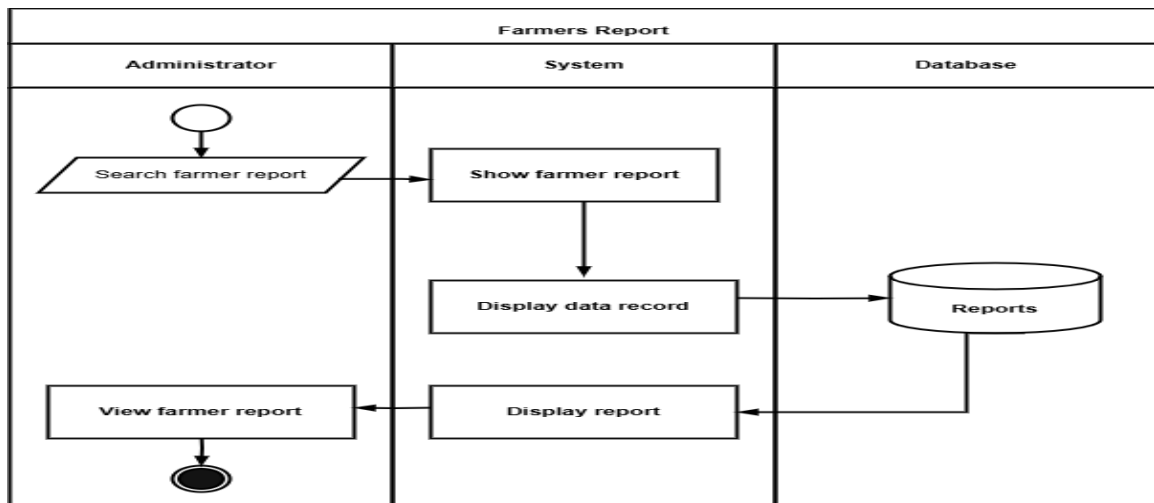 Farmers Report
Administrator
System
Database
Search farmer report
Show farmer report
Display data record
Reports
View farmer report
Display report